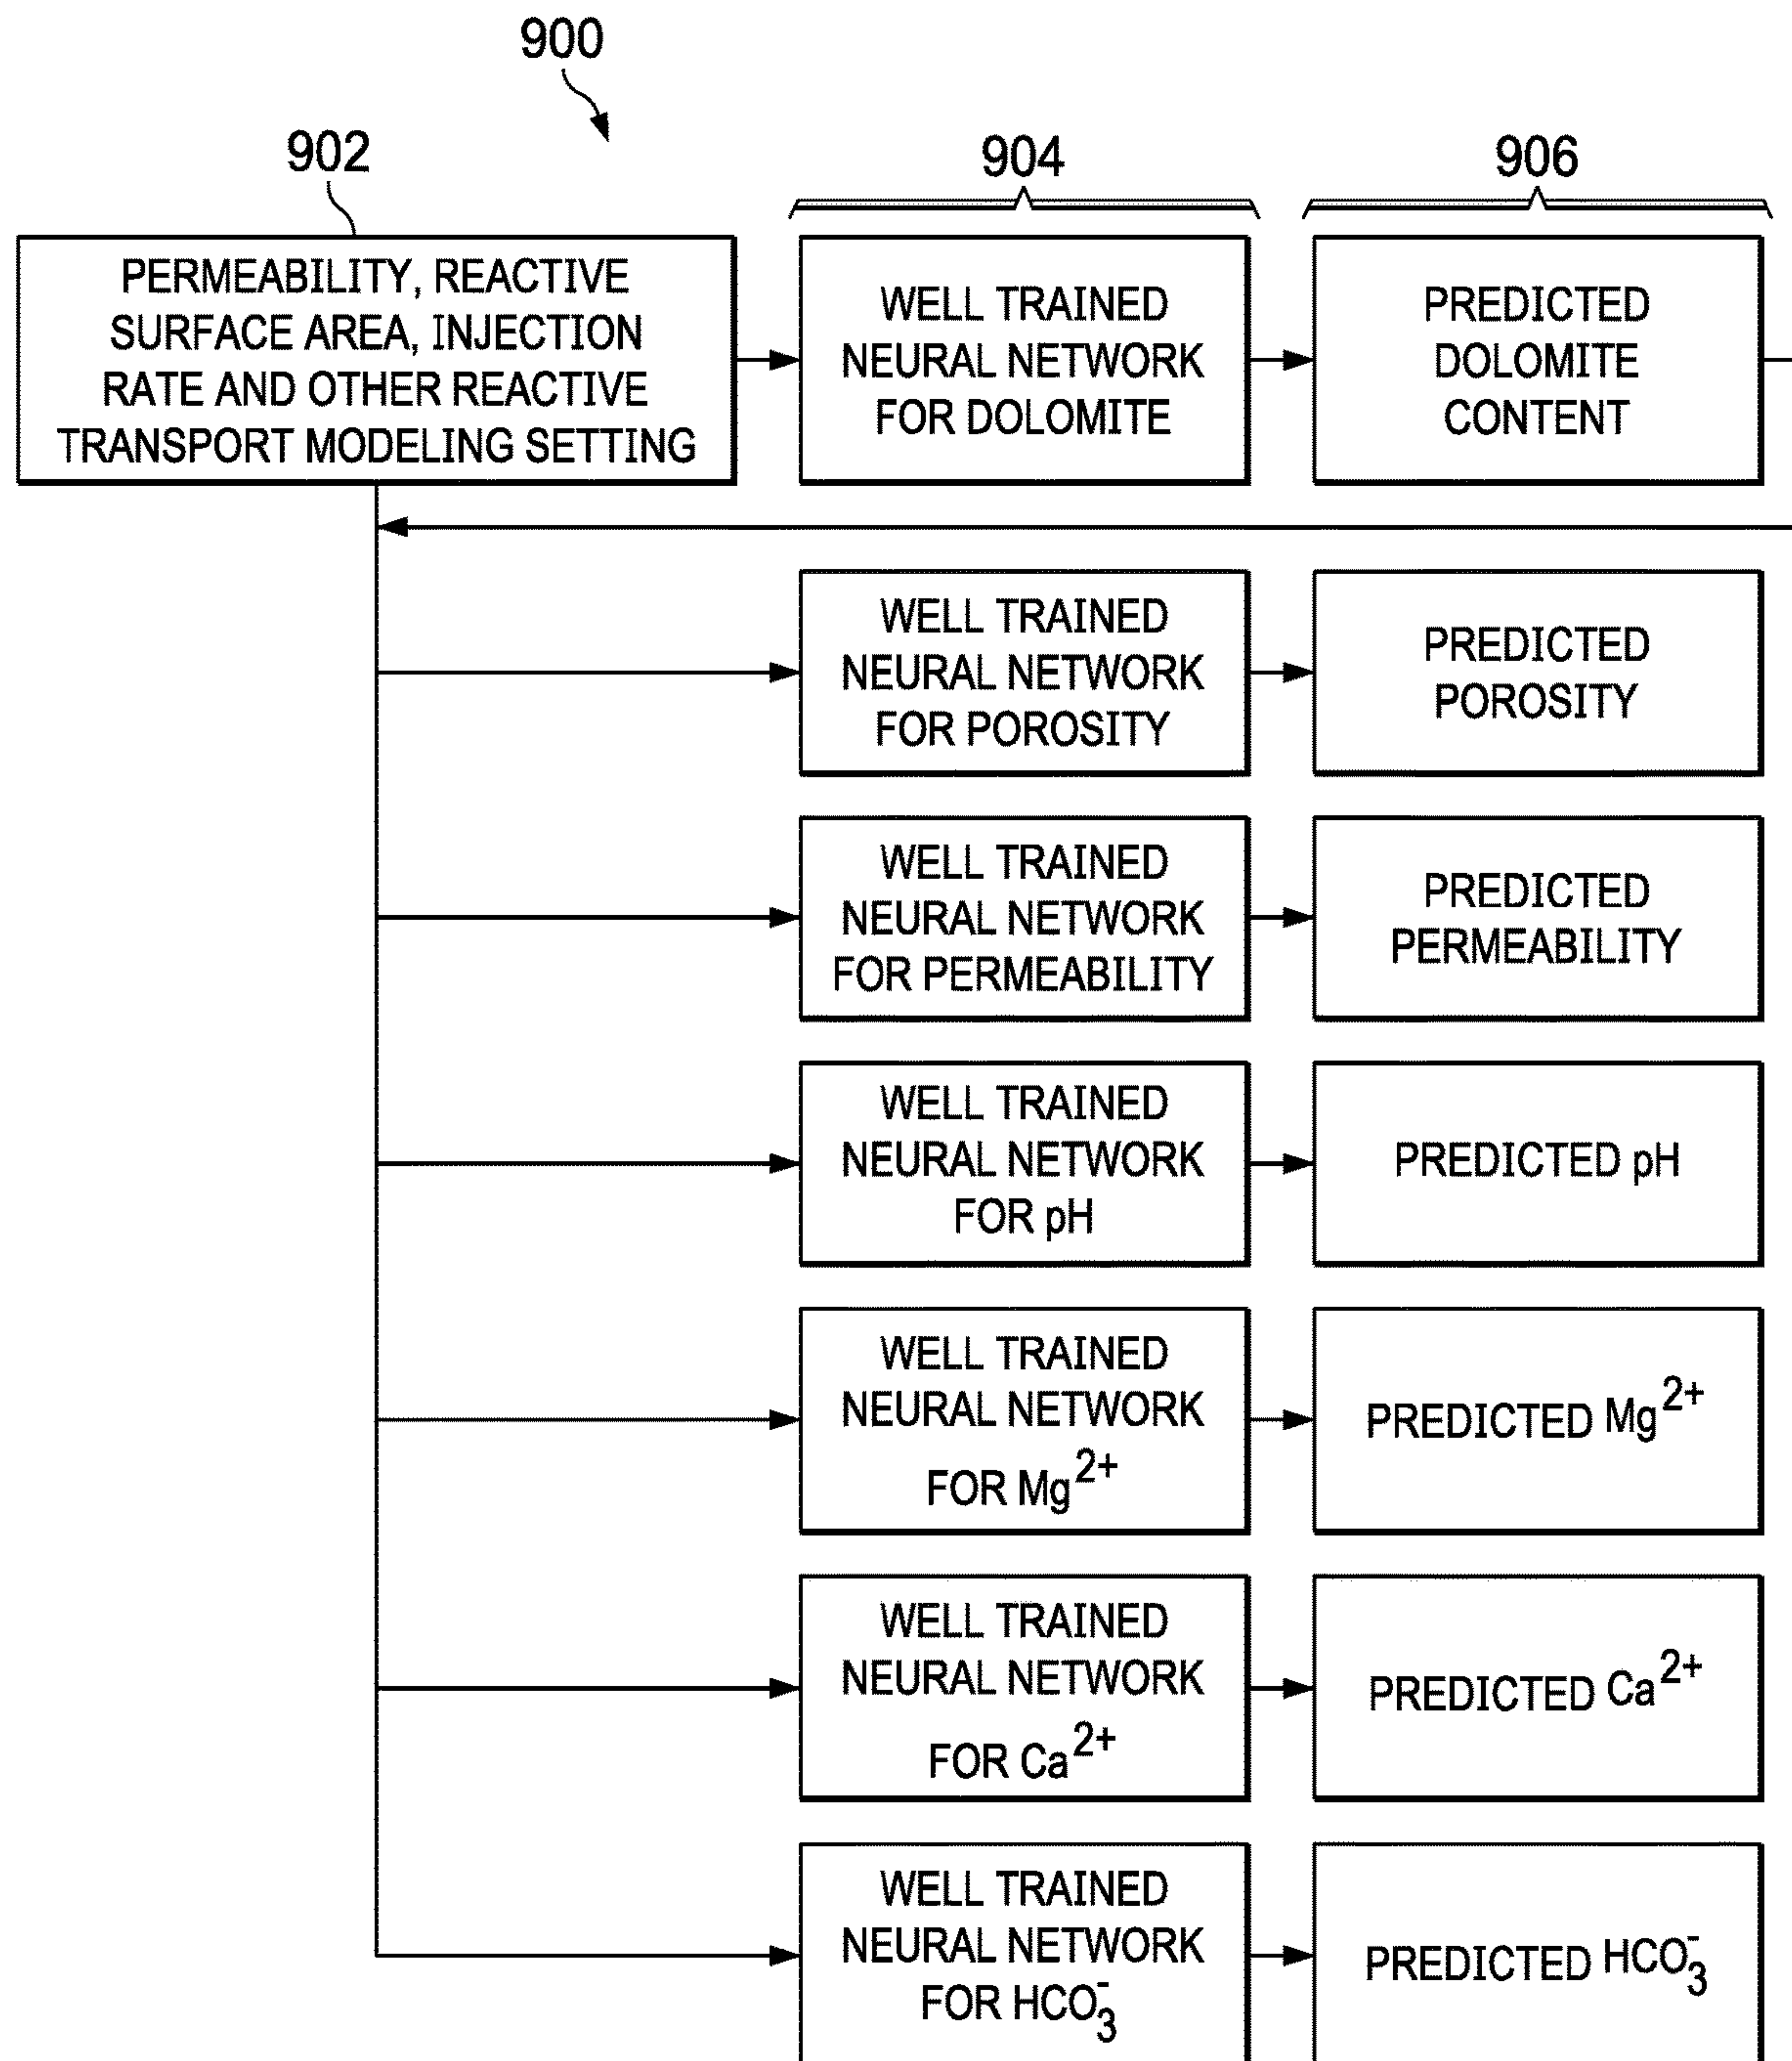 900
902
904
906
PERMEABILITY, REACTIVE
SURFACE AREA, INJECTION
RATE AND OTHER REACTIVE
TRANSPORT MODELING SETTING
WELL TRAINED
NEURAL NETWORK
FOR DOLOMITE
PREDICTED
DOLOMITE
CONTENT
WELL TRAINED
NEURAL NETWORK
FOR POROSITY
PREDICTED
POROSITY
WELL TRAINED
NEURAL NETWORK
FOR PERMEABILITY
PREDICTED
PERMEABILITY
WELL TRAINED
NEURAL NETWORK
FOR pH
PREDICTED pH
WELL TRAINED
NEURAL NETWORK
FOR Mg²⁺
PREDICTED Mg²⁺
WELL TRAINED
NEURAL NETWORK
FOR Ca²⁺
PREDICTED Ca²⁺
WELL TRAINED
NEURAL NETWORK
FOR HCO₃⁻
PREDICTED HCO₃⁻